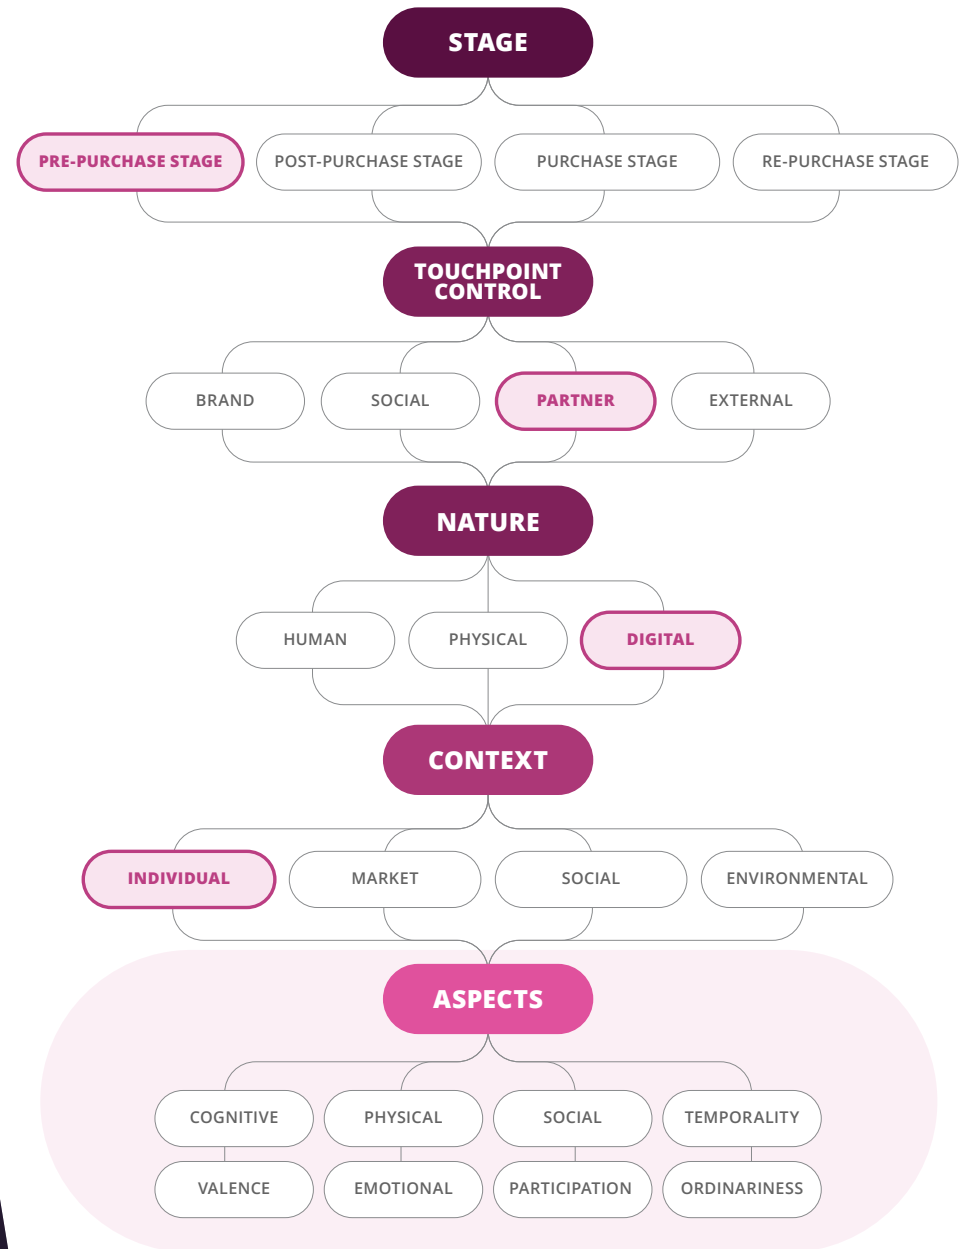 STAGE
PRE-PURCHASE STAGE
POST-PURCHASE STAGE
PURCHASE STAGE
RE-PURCHASE STAGE
TOUCHPOINT
CONTROL
BRAND
SOCIAL
PARTNER
EXTERNAL
NATURE
HUMAN
PHYSICAL
DIGITAL
CONTEXT
INDIVIDUAL
MARKET
SOCIAL
ENVIRONMENTAL
ASPECTS
COGNITIVE
PHYSICAL
SOCIAL
TEMPORALITY
VALENCE
EMOTIONAL
PARTICIPATION
ORDINARINESS